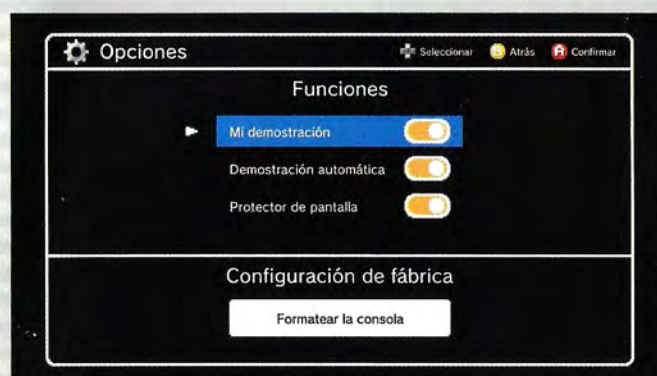 Opciones
Seleccionar B Atrás A Confirmar
Funciones
Mi demostración
Demostración automática
Protector de pantalla
Configuración de fábrica
Formatear la consola